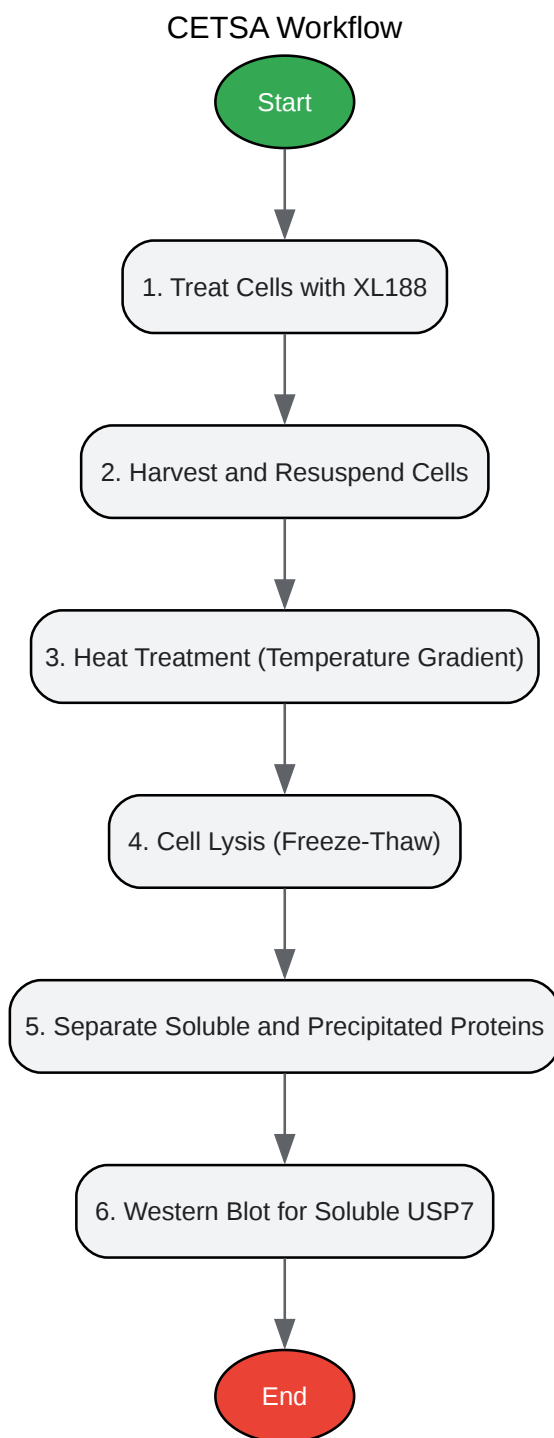 CETSA Workflow
Start
1. Treat Cells with XL188
2. Harvest and Resuspend Cells
3. Heat Treatment (Temperature Gradient)
4. Cell Lysis (Freeze-Thaw)
5. Separate Soluble and Precipitated Proteins
6. Western Blot for Soluble USP7
End